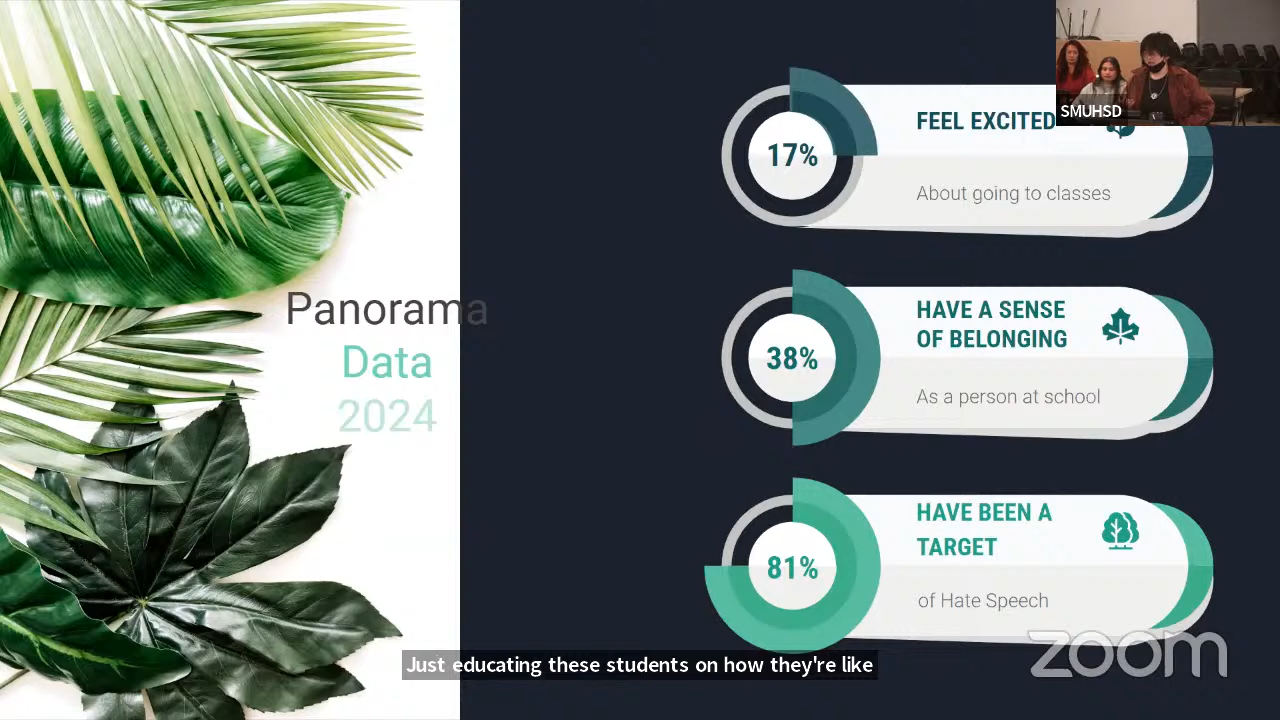 Panorama
Data
2024
17%
FEEL EXCITED
About going to classes
38%
HAVE A SENSE
OF BELONGING
As a person at school
81%
HAVE BEEN A
TARGET
of Hate Speech
SMUHSD
zoom
Just educating these students on how they're like